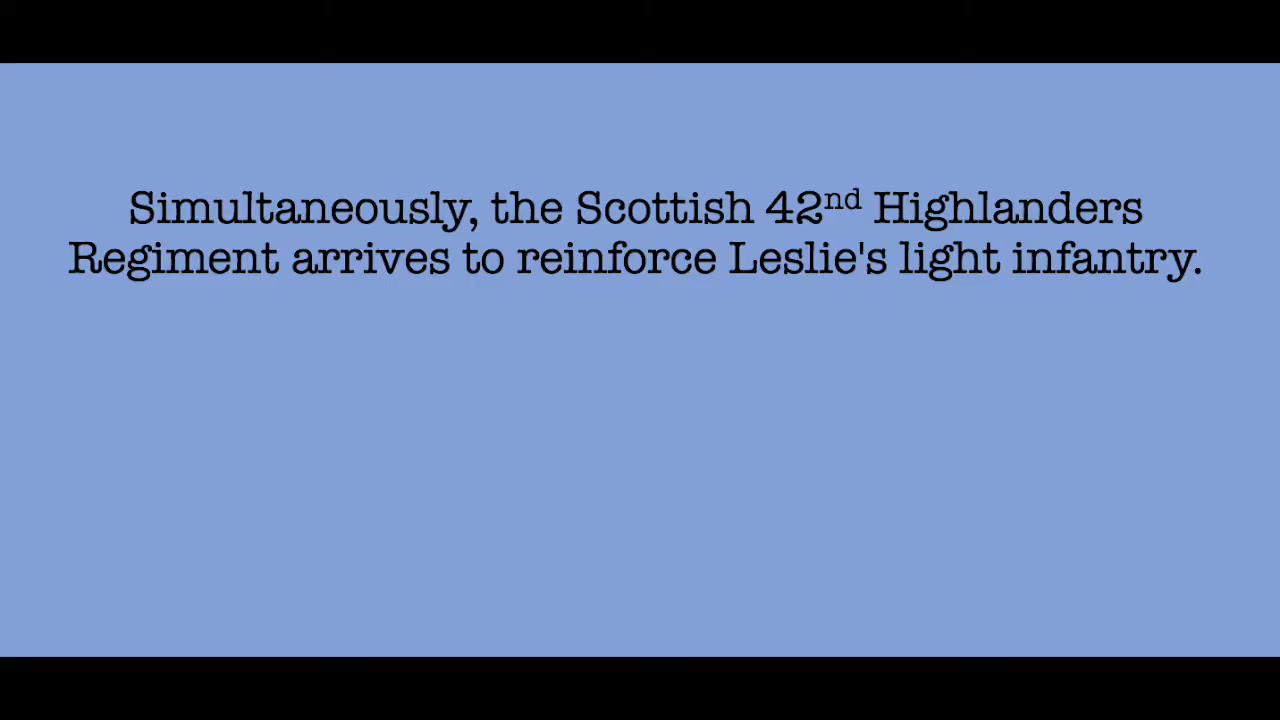 Simultaneously, the Scottish 42nd Highlanders
Regiment arrives to reinforce Leslie's light infantry.